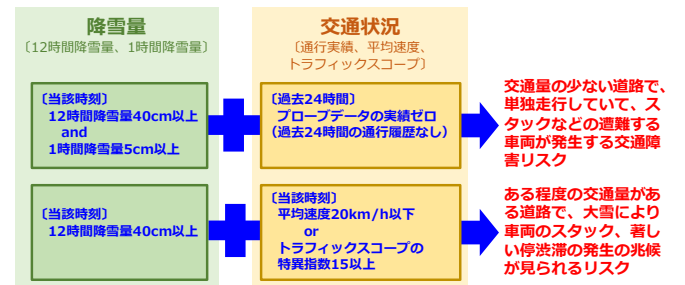 降雪量
〔12時間降雪量、1時間降雪量〕
交通状況
〔通行実績、平均速度、
トラフィックスコープ〕
〔当該時刻〕
12時間降雪量40cm以上
and
1時間降雪量5cm以上
〔過去24時間〕
プローブデータの実績ゼロ
（過去24時間の通行履歴なし）
交通量の少ない道路で、
単独走行していて、ス
タックなどの遭難する
車両が発生する交通障
害リスク
〔当該時刻〕
12時間降雪量40cm以上
〔当該時刻〕
平均速度20km/h以下
or
トラフィックスコープの
特異指数15以上
ある程度の交通量があ
る道路で、大雪により
車両のスタック、著し
い停渋滞の発生の兆候
が見られるリスク